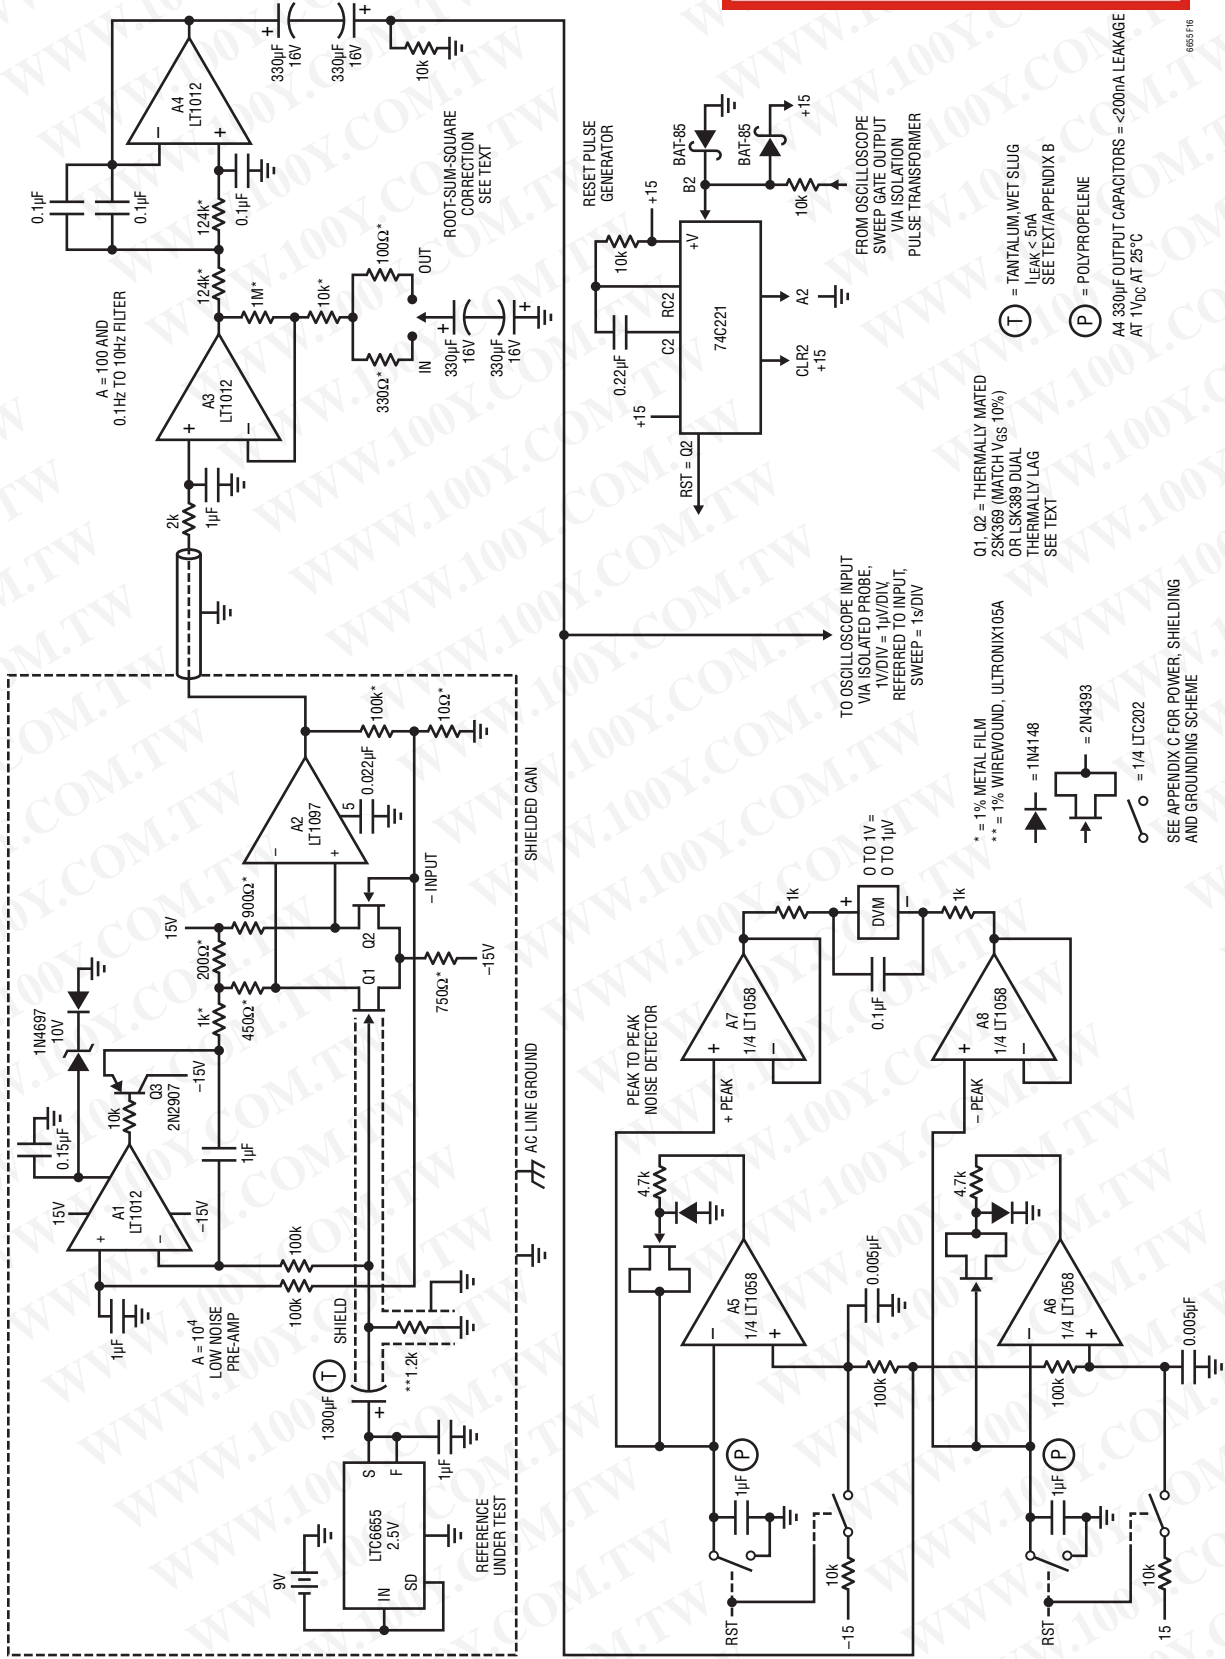 SHIELDED CAN
AC LINE GROUND
9V
IN
SD
LTC6655
2.5V
S
F
REFERENCE
UNDER TEST
1µF
1300µF
T
+
**1.2k
SHIELD
A = 10⁴
LOW NOISE
PRE-AMP
1µF
100k
100k
+
–
A1
LT1012
15V
–15V
0.15µF
1µF
10k
Q3
2N2907
–15V
1N4697
10V
1k*
200Ω*
450Ω*
900Ω*
15V
Q1
Q2
750Ω*
–15V
– INPUT
–
+
A2
LT1097
5
0.022µF
100k*
10Ω*
2k
1µF
A = 100 AND
0.1Hz TO 10Hz FILTER
+
–
A3
LT1012
1M*
10k*
330Ω*
100Ω*
IN
OUT
+
330µF
16V
330µF
16V
+
ROOT-SUM-SQUARE
CORRECTION
SEE TEXT
124k*
124k*
0.1µF
0.1µF
0.1µF
–
+
A4
LT1012
+
330µF
16V
330µF
16V
+
10k
TO OSCILLOSCOPE INPUT
VIA ISOLATED PROBE,
1V/DIV = 1µV/DIV,
REFERRED TO INPUT,
SWEEP = 1s/DIV
RESET PULSE
GENERATOR
+15
0.22µF
10k
+15
C2
RC2
+V
74C221
RST = Q2
CLR2
+15
A2
B2
BAT-85
BAT-85
+15
10k
FROM OSCILLOSCOPE
SWEEP GATE OUTPUT
VIA ISOLATION
PULSE TRANSFORMER
PEAK TO PEAK
NOISE DETECTOR
RST
–15
10k
1µF
P
4.7k
–
+
A5
1/4 LT1058
100k
0.005µF
+ PEAK
+
–
A7
1/4 LT1058
1k
0.1µF
+
DVM
–
O TO 1V =
O TO 1µV
1k
RST
15
10k
1µF
P
4.7k
–
+
A6
1/4 LT1058
100k
0.005µF
– PEAK
+
–
A8
1/4 LT1058
* = 1% METAL FILM
** = 1% WIREWOUND, ULTRONIX105A
= 1N4148
= 2N4393
= 1/4 LTC202
SEE APPENDIX C FOR POWER, SHIELDING
AND GROUNDING SCHEME
Q1, Q2 = THERMALLY MATED
2SK369 (MATCH VGS 10%)
OR LSK389 DUAL
THERMALLY LAG
SEE TEXT
T
= TANTALUM,WET SLUG
ILEAK < 5nA
SEE TEXT/APPENDIX B
P
= POLYPROPELENE
A4 330µF OUTPUT CAPACITORS = <200nA LEAKAGE
AT 1VDC AT 25°C
6655 F16
WWW.100Y.COM.TW